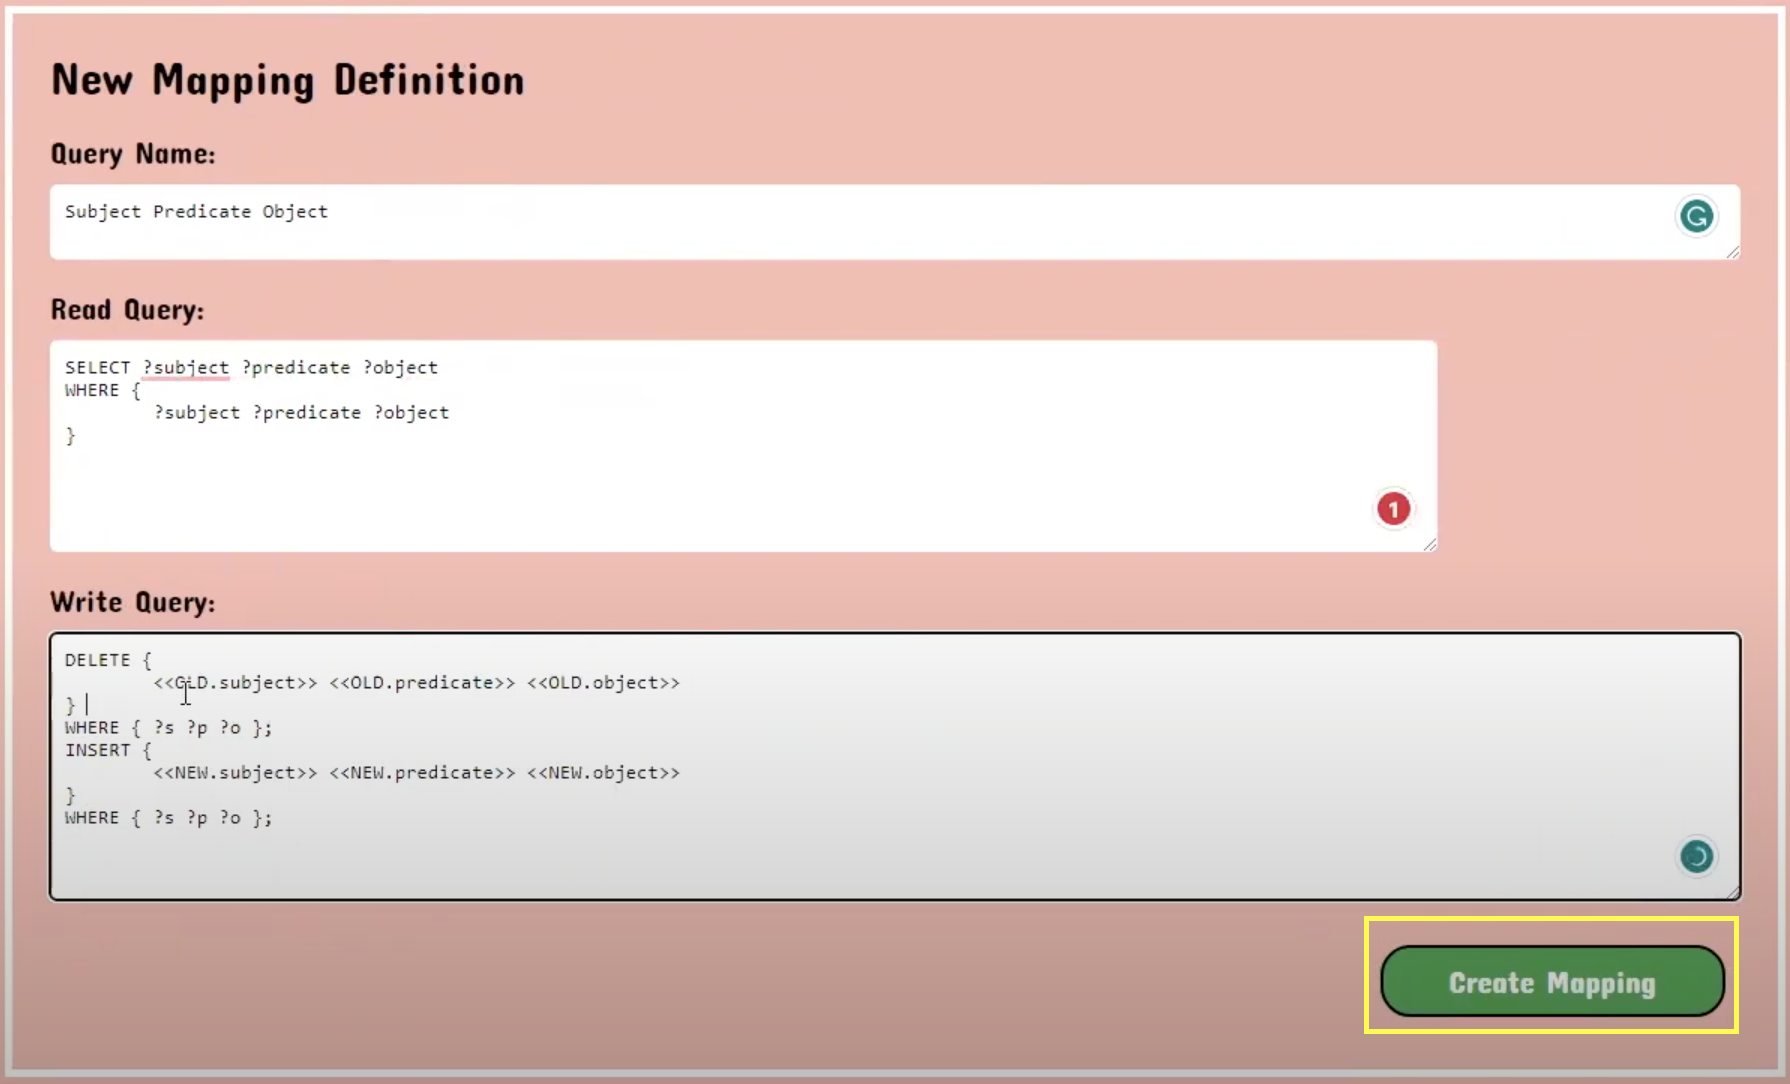 New Mapping Definition
Query Name:
Subject Predicate Object
Read Query:
SELECT ?subject ?predicate ?object
WHERE {
?subject ?predicate ?object
}
1
Write Query:
DELETE {
<<OLD.subject>> <<OLD.predicate>> <<OLD.object>>
}
WHERE { ?s ?p ?o };
INSERT {
<<NEW.subject>> <<NEW.predicate>> <<NEW.object>>
}
WHERE { ?s ?p ?o };
Create Mapping